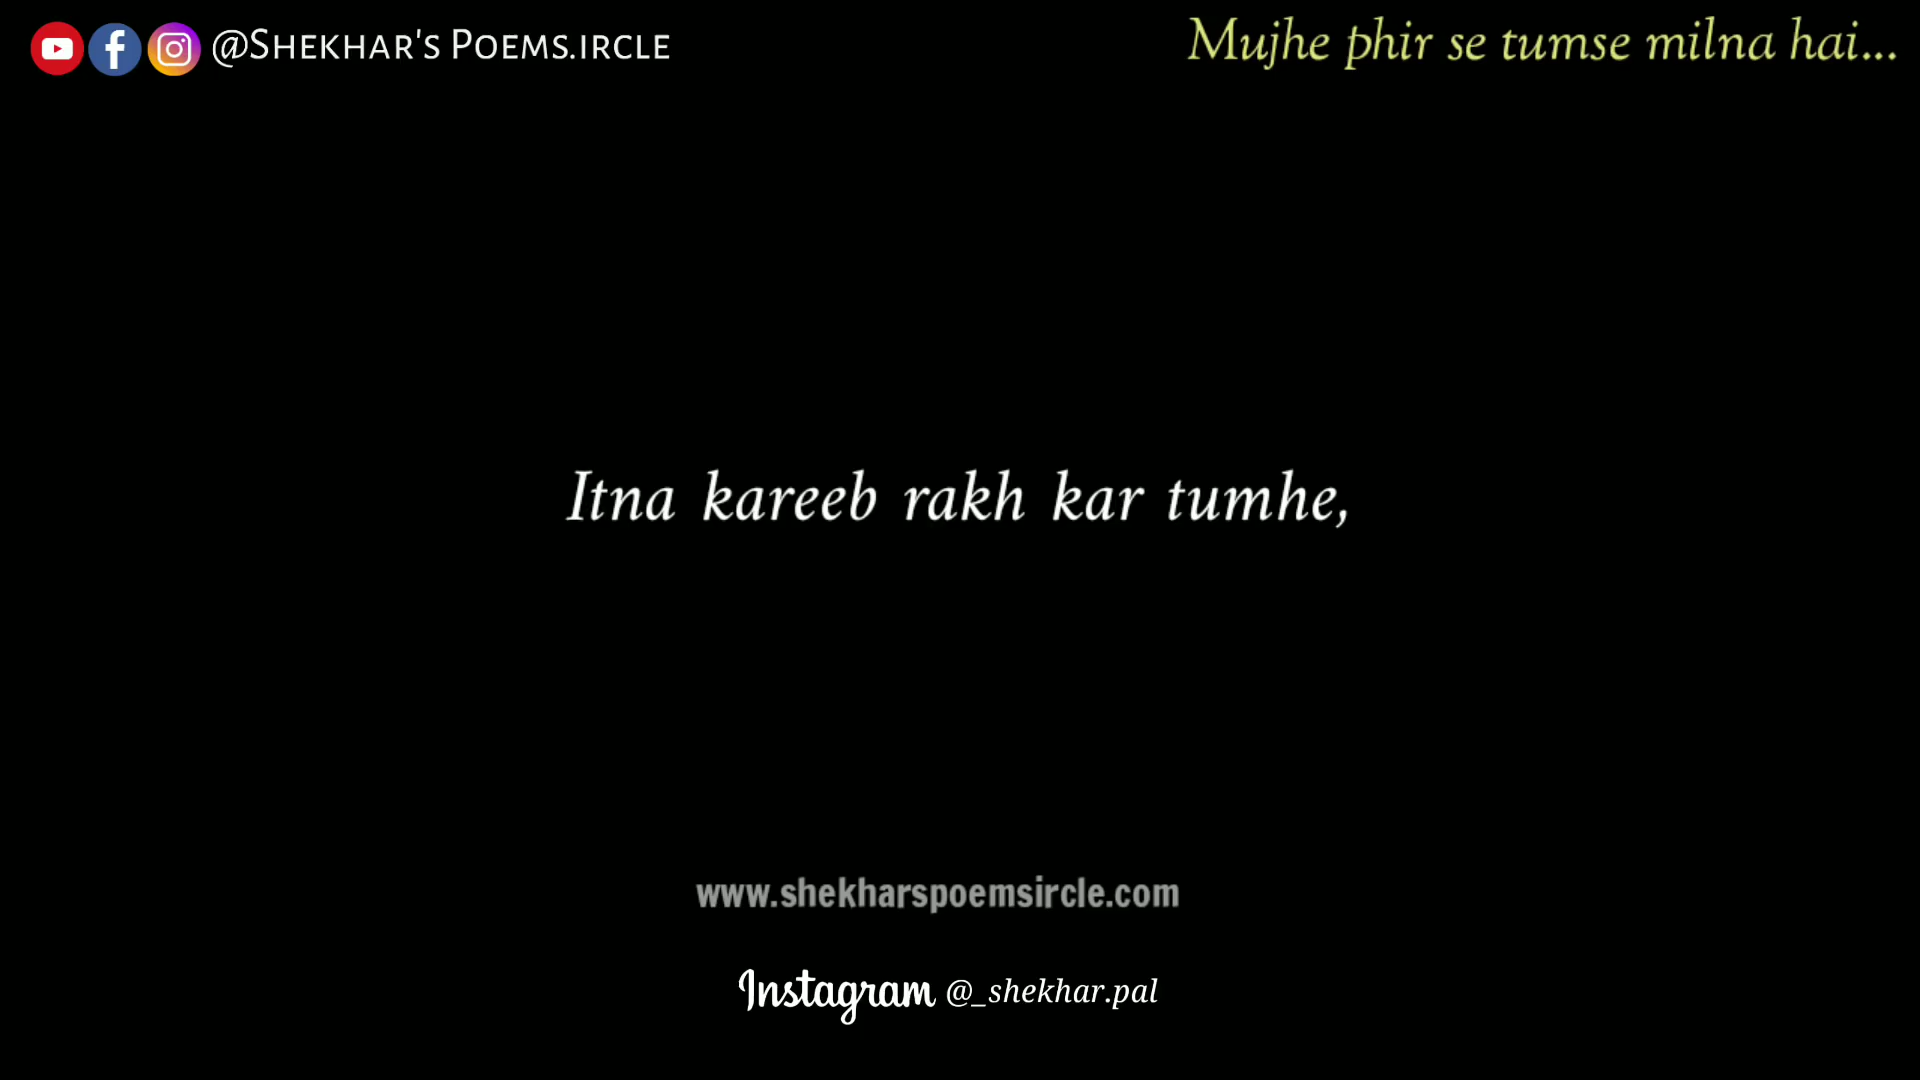 @Shekhar's Poems.ircle
Mujhe phir se tumse milna hai...
Itna kareeb rakh kar tumhe,
www.shekharspoemsircle.com
Instagram @_shekhar.pal